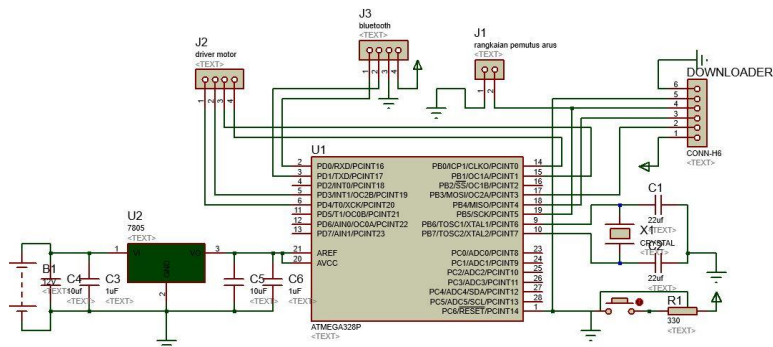 J3
bluetooth
<TEXT>
J1
rangkaian pemutus arus
<TEXT>
J2
driver motor
<TEXT>
1
2
3
4
1
2
3
4
1
2
DOWNLOADER
6
5
4
3
2
1
CONN-H6
<TEXT>
U1
2 PD0/RXD/PCINT16 PB0/ICP1/CLKO/PCINT0 14
3 PD1/TXD/PCINT17 PB1/OC1A/PCINT1 15
4 PD2/INT0/PCINT18 PB2/SS/OC1B/PCINT2 16
5 PD3/INT1/OC2B/PCINT19 PB3/MOSI/OC2A/PCINT3 17
6 PD4/T0/XCK/PCINT20 PB4/MISO/PCINT4 18
11 PD5/T1/OC0B/PCINT21 PB5/SCK/PCINT5 19
12 PD6/AIN0/OC0A/PCINT22 PB6/TOSC1/XTAL1/PCINT6 9
13 PD7/AIN1/PCINT23 PB7/TOSC2/XTAL2/PCINT7 10
21 AREF PC0/ADC0/PCINT8 23
20 AVCC PC1/ADC1/PCINT9 24
PC2/ADC2/PCINT10 25
PC3/ADC3/PCINT11 26
PC4/ADC4/SDA/PCINT12 27
PC5/ADC5/SCL/PCINT13 28
PC6/RESET/PCINT14 1
ATMEGA328P
<TEXT>
C1
22uf
<TEXT>
X1
CRYSTAL
<TEXT>
C2
22uf
<TEXT>
R1
330
<TEXT>
U2
7805
<TEXT>
1 VI VO 3
GND
2
B1
12V
<TEXT>
C4
10uf
<TEXT>
C3
1uF
<TEXT>
C5
10uF
<TEXT>
C6
1uF
<TEXT>